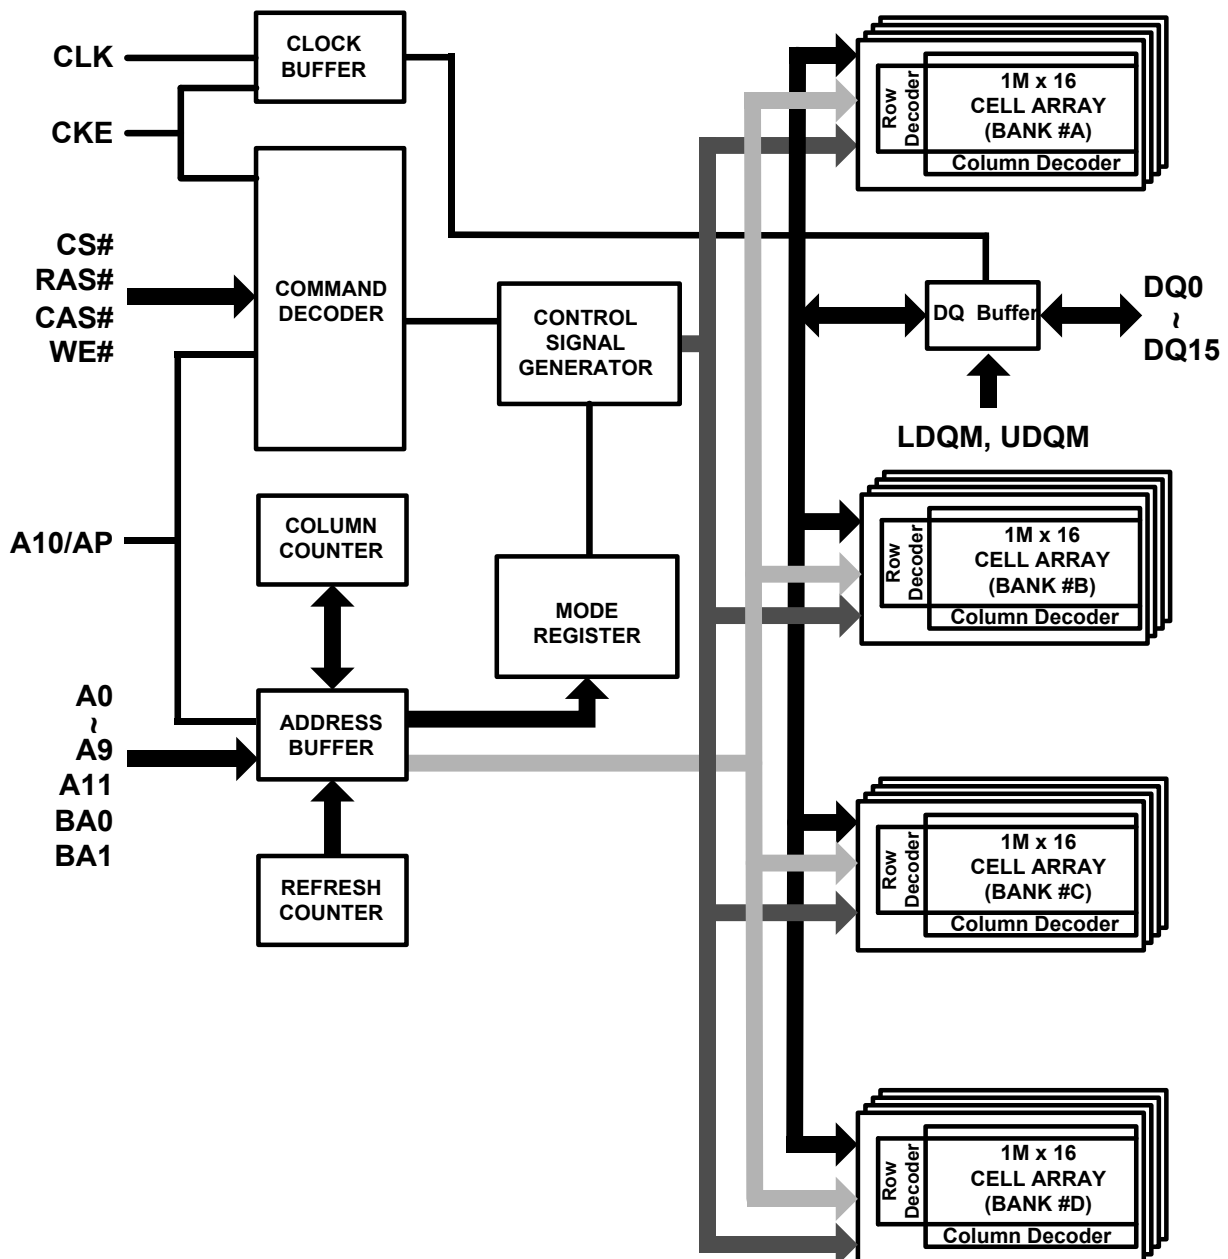 CLK
CKE
CLOCK
BUFFER
CS#
RAS#
CAS#
WE#
COMMAND
DECODER
CONTROL
SIGNAL
GENERATOR
A10/AP
COLUMN
COUNTER
MODE
REGISTER
A0
~
A9
A11
BA0
BA1
ADDRESS
BUFFER
REFRESH
COUNTER
Row
Decoder
1M x 16
CELL ARRAY
(BANK #A)
Column Decoder
DQ Buffer
DQ0
~
DQ15
LDQM, UDQM
Row
Decoder
1M x 16
CELL ARRAY
(BANK #B)
Column Decoder
Row
Decoder
1M x 16
CELL ARRAY
(BANK #C)
Column Decoder
Row
Decoder
1M x 16
CELL ARRAY
(BANK #D)
Column Decoder